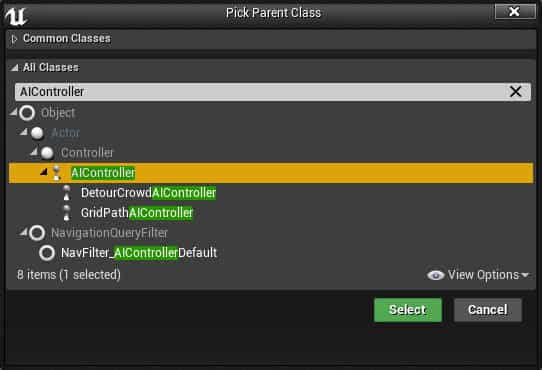 Pick Parent Class
Common Classes
All Classes
AIController
Object
Actor
Controller
AIController
DetourCrowdAIController
GridPathAIController
NavigationQueryFilter
NavFilter_AIControllerDefault
8 items (1 selected)
View Options
Select
Cancel